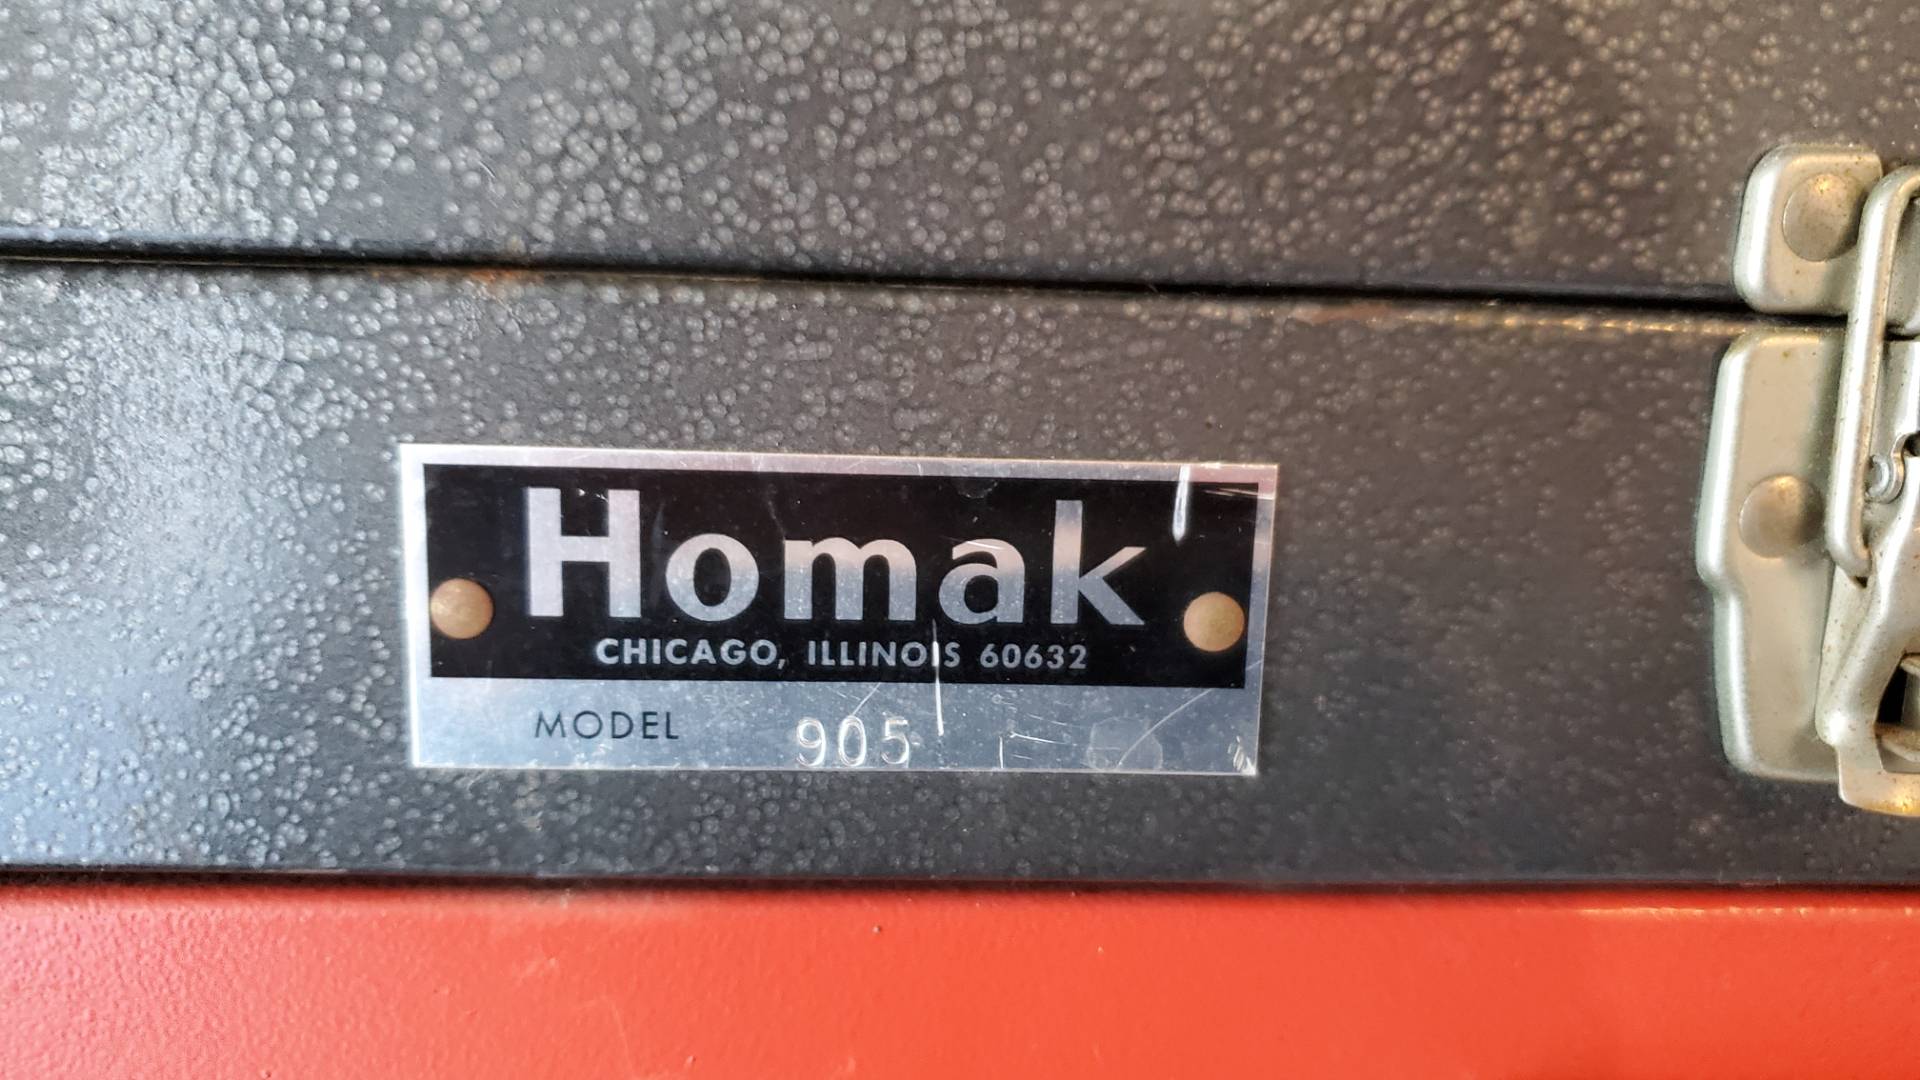 Homak
CHICAGO, ILLINOIS 60632
MODEL 905